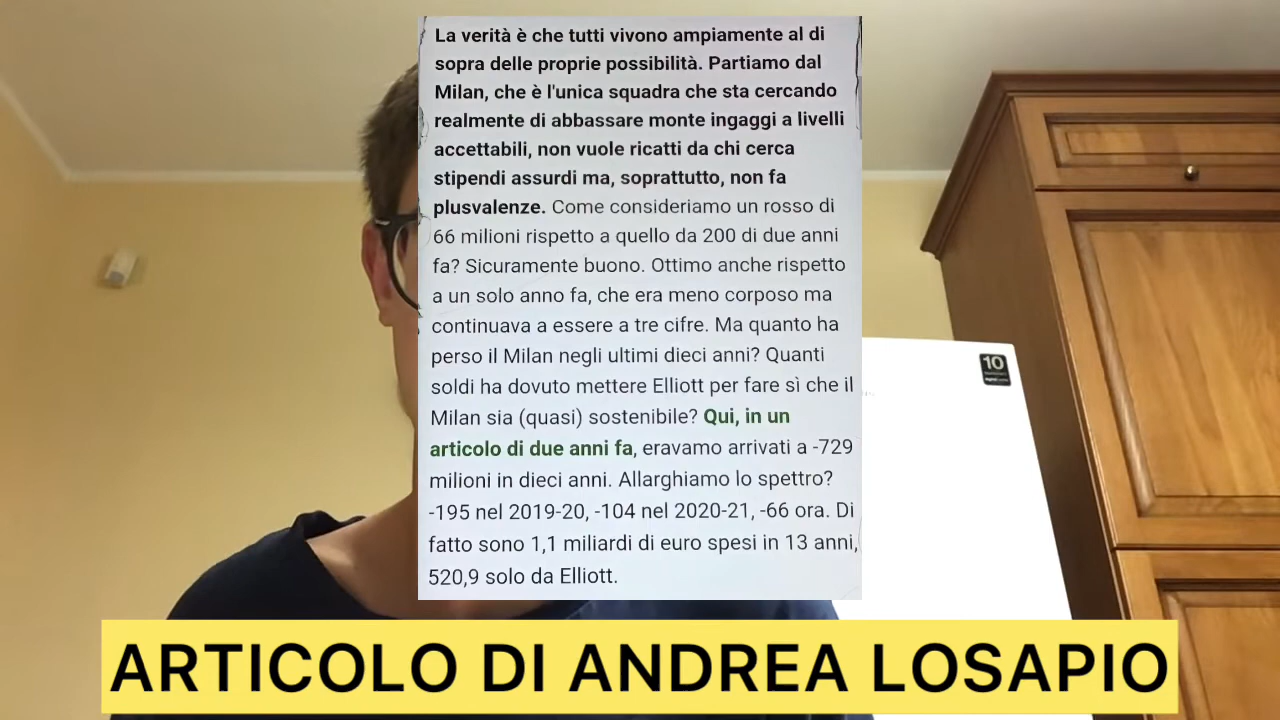 La verità è che tutti vivono ampiamente al di
sopra delle proprie possibilità. Partiamo dal
Milan, che è l'unica squadra che sta cercando
realmente di abbassare monte ingaggi a livelli
accettabili, non vuole ricatti da chi cerca
stipendi assurdi ma, soprattutto, non fa
plusvalenze. Come consideriamo un rosso di
66 milioni rispetto a quello da 200 di due anni
fa? Sicuramente buono. Ottimo anche rispetto
a un solo anno fa, che era meno corposo ma
continuava a essere a tre cifre. Ma quanto ha
perso il Milan negli ultimi dieci anni? Quanti
soldi ha dovuto mettere Elliott per fare sì che il
Milan sia (quasi) sostenibile? Qui, in un
articolo di due anni fa, eravamo arrivati a -729
milioni in dieci anni. Allarghiamo lo spettro?
-195 nel 2019-20, -104 nel 2020-21, -66 ora. Di
fatto sono 1,1 miliardi di euro spesi in 13 anni,
520,9 solo da Elliott.
10
ARTICOLO DI ANDREA LOSAPIO